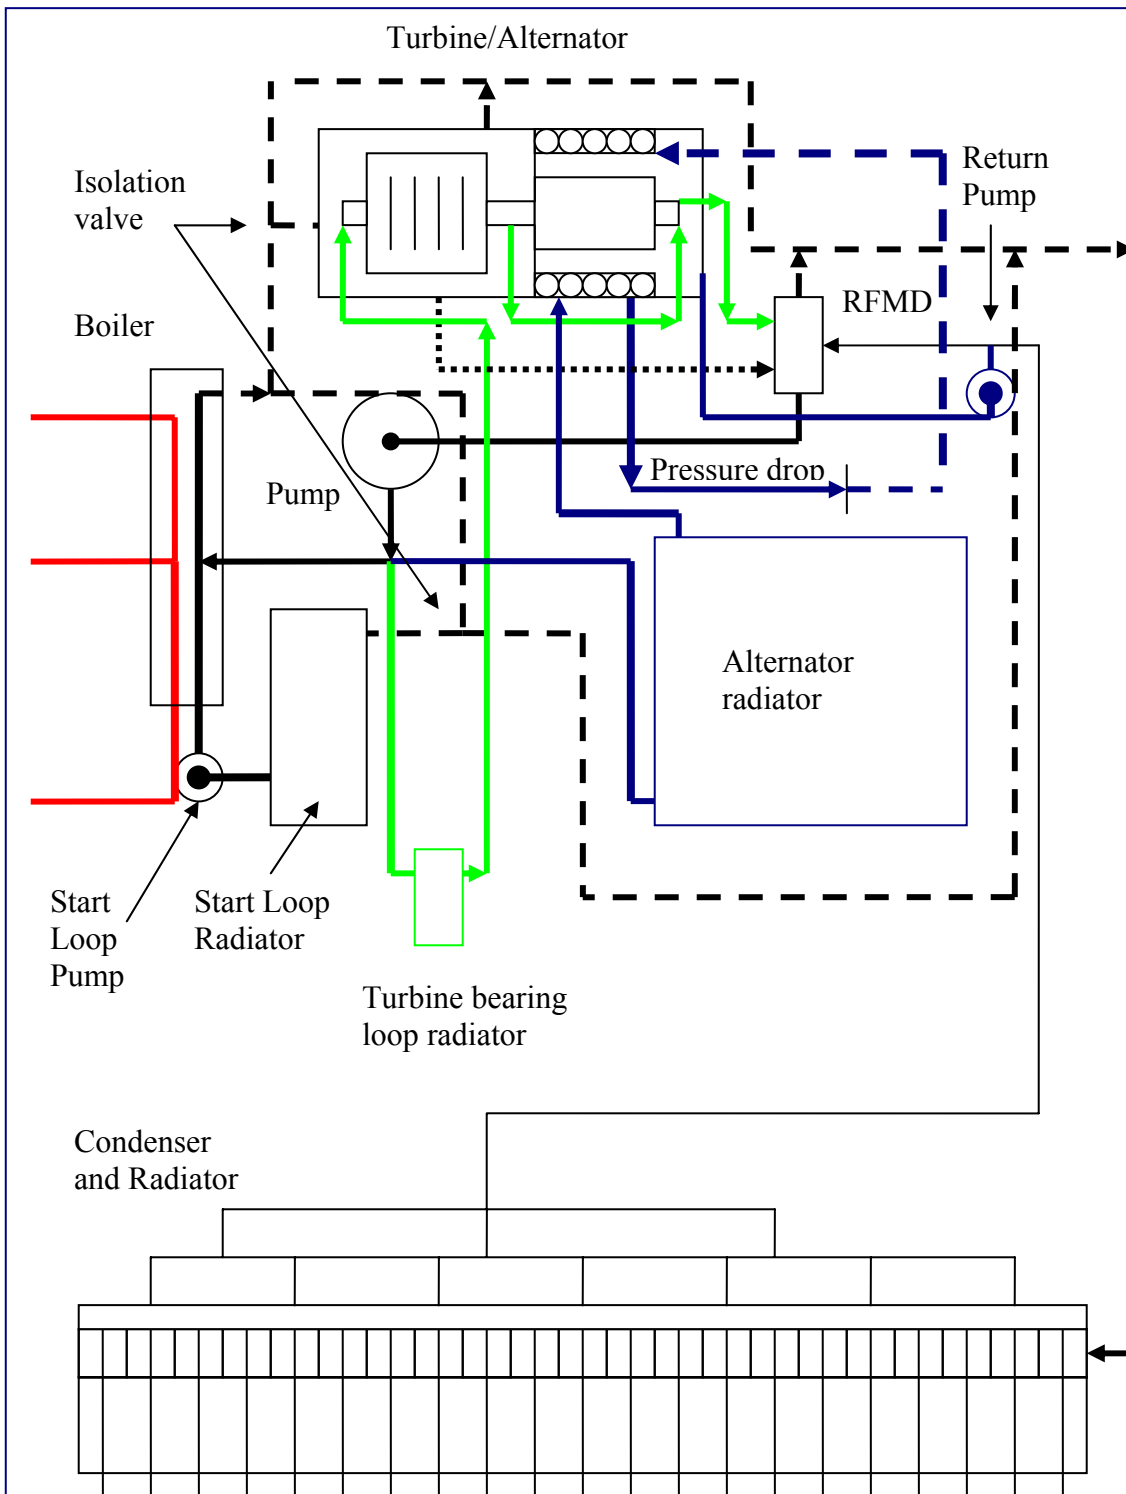 Turbine/Alternator
Isolation
valve
Return
Pump
RFMD
Boiler
Pressure drop
Pump
Alternator
radiator
Start
Loop
Pump
Start Loop
Radiator
Turbine bearing
loop radiator
Condenser
and Radiator